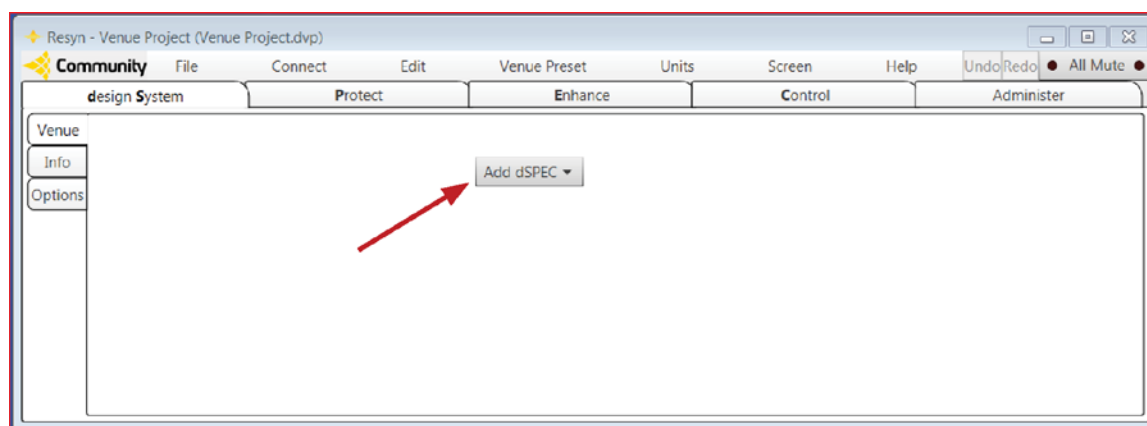 Resyn - Venue Project (Venue Project.dvp)
Community File Connect Edit Venue Preset Units Screen Help Undo Redo All Mute
design System Protect Enhance Control Administer
Venue
Info
Add dSPEC
Options